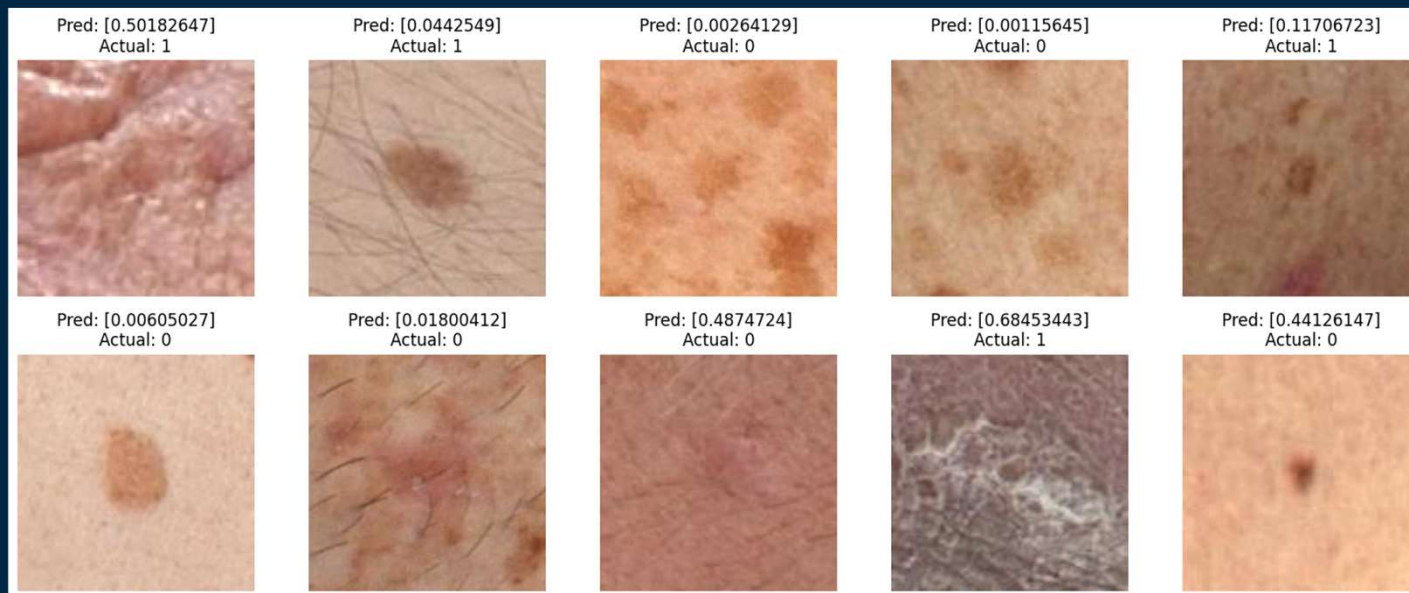 Pred: [0.50182647]
Actual: 1
Pred: [0.0442549]
Actual: 1
Pred: [0.00264129]
Actual: 0
Pred: [0.00115645]
Actual: 0
Pred: [0.11706723]
Actual: 1
Pred: [0.00605027]
Actual: 0
Pred: [0.01800412]
Actual: 0
Pred: [0.4874724]
Actual: 0
Pred: [0.68453443]
Actual: 1
Pred: [0.44126147]
Actual: 0